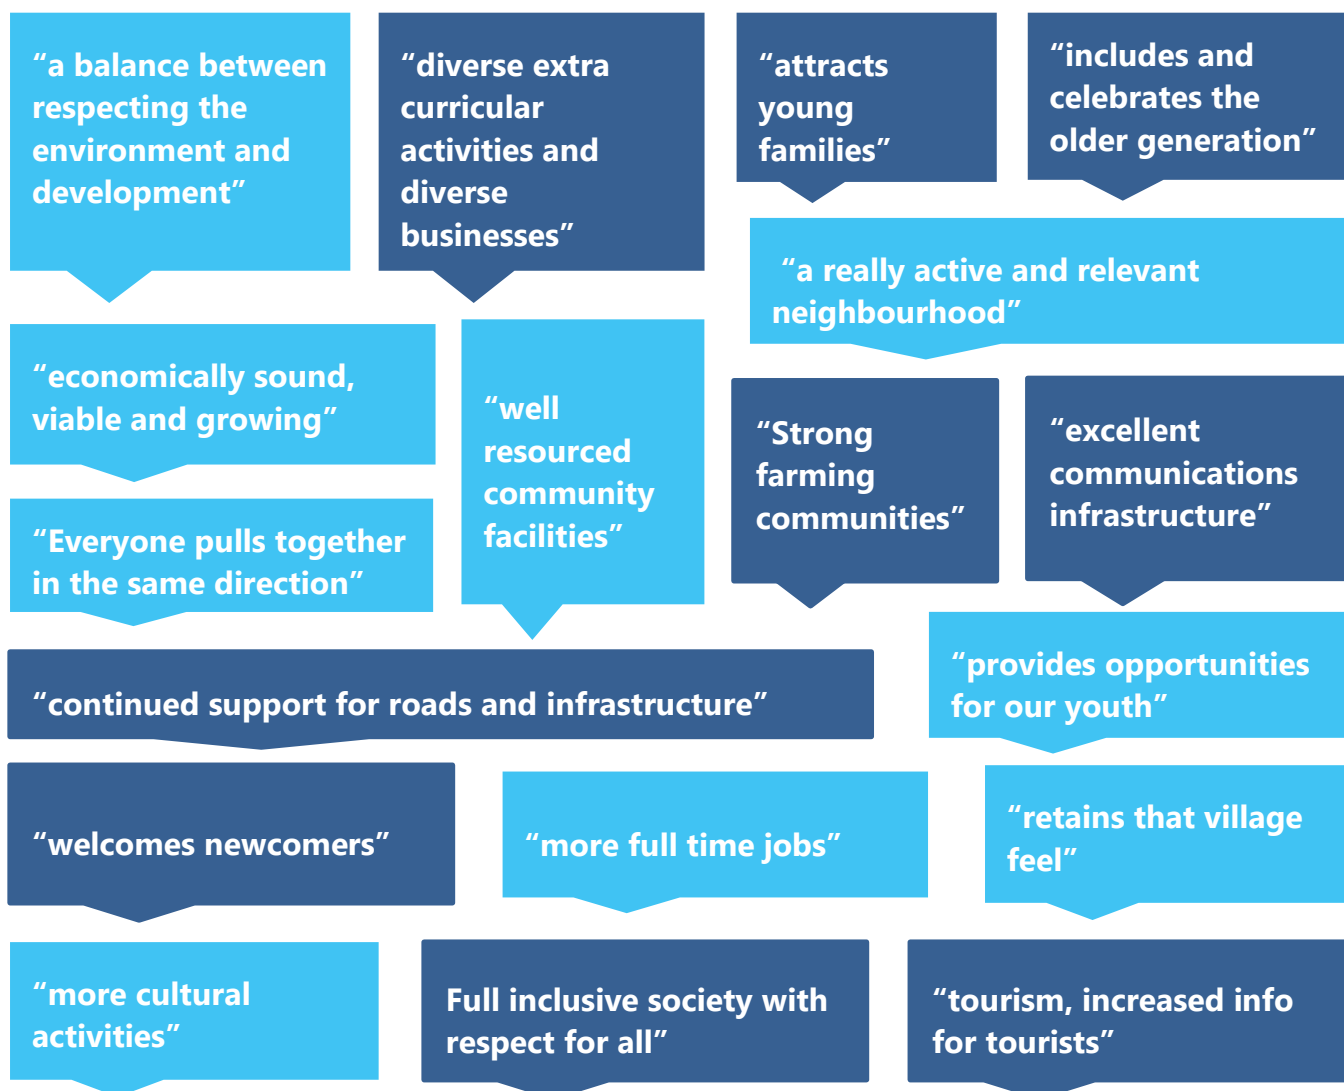 “a balance between
respecting the
environment and
development”
“diverse extra
curricular
activities and
diverse
businesses”
“attracts
young
families”
“includes and
celebrates the
older generation”
“a really active and relevant
neighbourhood”
“economically sound,
viable and growing”
“well
resourced
community
facilities”
“Strong
farming
communities”
“excellent
communications
infrastructure”
“Everyone pulls together
in the same direction”
“continued support for roads and infrastructure”
“provides opportunities
for our youth”
“welcomes newcomers”
“more full time jobs”
“retains that village
feel”
“more cultural
activities”
Full inclusive society with
respect for all”
“tourism, increased info
for tourists”